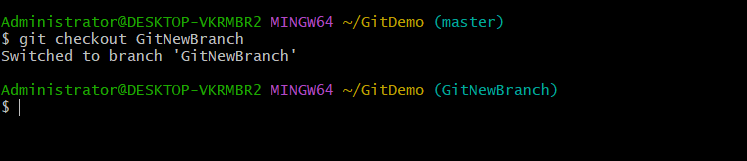 Administrator@DESKTOP-VKRMBR2 MINGW64 ~/GitDemo (master)
$ git checkout GitNewBranch
Switched to branch 'GitNewBranch'
Administrator@DESKTOP-VKRMBR2 MINGW64 ~/GitDemo (GitNewBranch)
$